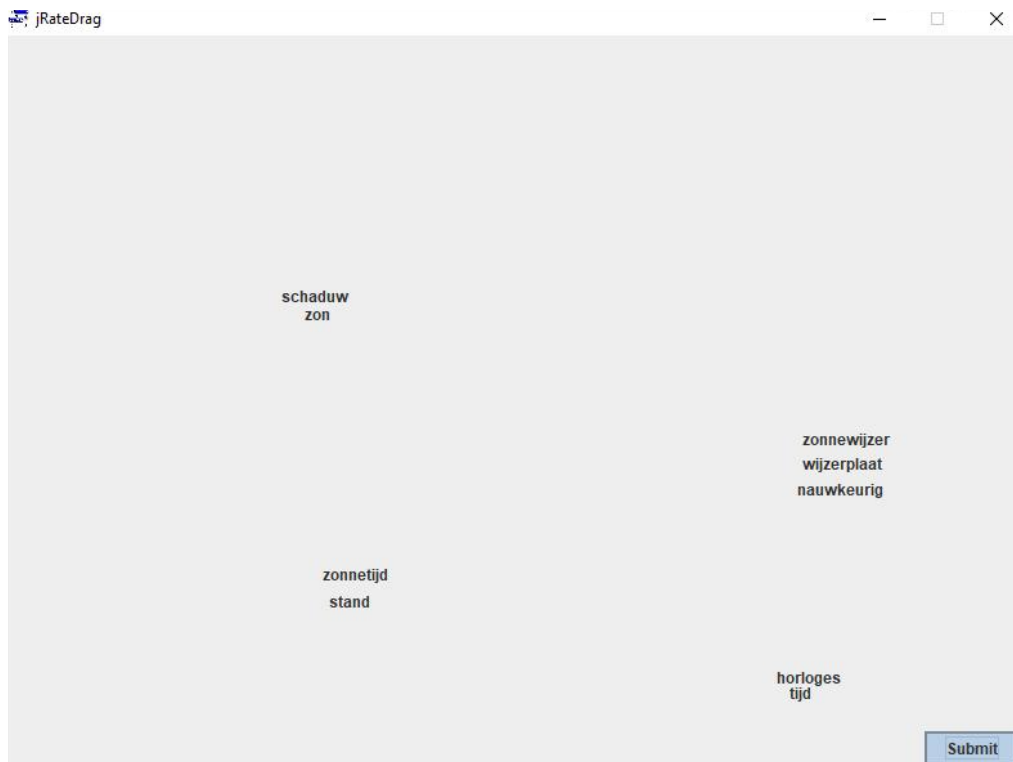 jRateDrag
schaduw
zon
zonnewijzer
wijzerplaat
nauwkeurig
zonnetijd
stand
horloges
tijd
Submit